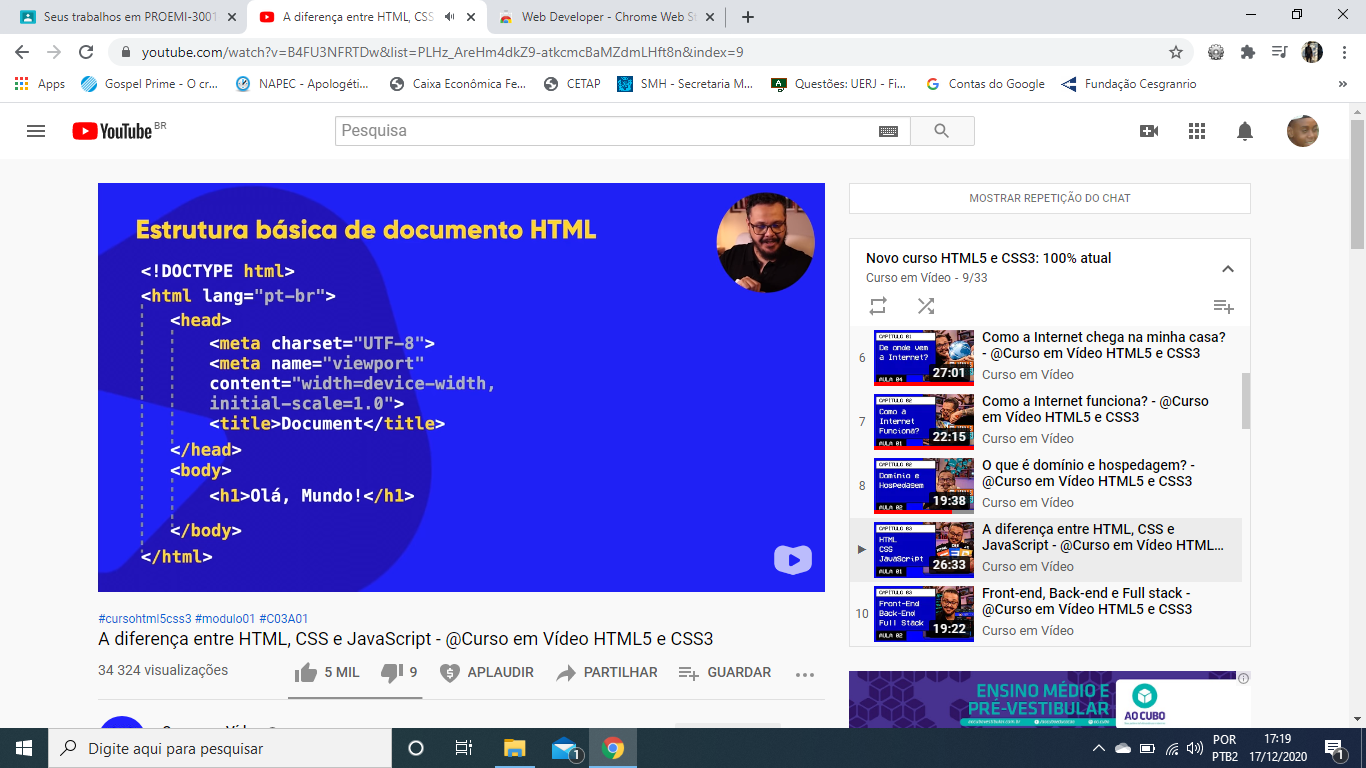 Seus trabalhos em PROEMI-3001
A diferença entre HTML, CSS
Web Developer - Chrome Web St
youtube.com/watch?v=B4FU3NFRTDw&list=PLHz_AreHm4dkZ9-atkcmcBaMZdmLHft8n&index=9
Apps
Gospel Prime - O cr...
NAPEC - Apologéti...
Caixa Econômica Fe...
CETAP
SMH - Secretaria M...
Questões: UERJ - Fi...
Contas do Google
Fundação Cesgranrio
»
YouTube BR
Pesquisa
Estrutura básica de documento HTML
<!DOCTYPE html>
<html lang="pt-br">
<head>
<meta charset="UTF-8">
<meta name="viewport"
content="width=device-width,
initial-scale=1.0">
<title>Document</title>
</head>
<body>
<h1>Olá, Mundo!</h1>
</body>
</html>
#cursohtml5css3 #modulo01 #C03A01
A diferença entre HTML, CSS e JavaScript - @Curso em Vídeo HTML5 e CSS3
34 324 visualizações
5 MIL
9
APLAUDIR
PARTILHAR
GUARDAR
MOSTRAR REPETIÇÃO DO CHAT
Novo curso HTML5 e CSS3: 100% atual
Curso em Vídeo - 9/33
6
CAPÍTULO 01
De onde vem
a Internet?
AULA 04
27:01
Como a Internet chega na minha casa?
- @Curso em Vídeo HTML5 e CSS3
Curso em Vídeo
7
CAPÍTULO 02
Como a
Internet
Funciona?
AULA 01
22:15
Como a Internet funciona? - @Curso
em Vídeo HTML5 e CSS3
Curso em Vídeo
8
CAPÍTULO 02
Domínio e
Hospedagem
AULA 02
19:38
O que é domínio e hospedagem? -
@Curso em Vídeo HTML5 e CSS3
Curso em Vídeo
CAPÍTULO 03
HTML
CSS
JavaScript
AULA 01
26:33
A diferença entre HTML, CSS e
JavaScript - @Curso em Vídeo HTML...
Curso em Vídeo
10
CAPÍTULO 03
Front-End
Back-End
Full Stack
AULA 02
19:22
Front-end, Back-end e Full stack -
@Curso em Vídeo HTML5 e CSS3
Curso em Vídeo
ENSINO MÉDIO E
PRÉ-VESTIBULAR
AO CUBO
Digite aqui para pesquisar
1
POR
PTB2
17:19
17/12/2020
1